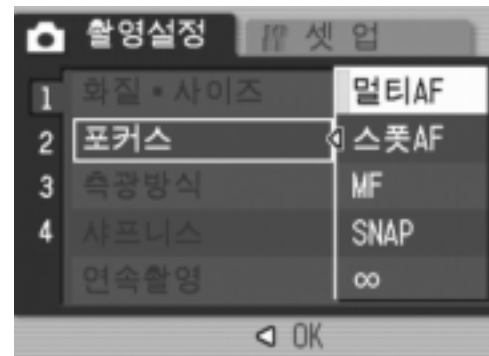 촬영설정 셋업
1 화질•사이즈 멀티AF
2 포커스 스폿AF
3 측광방식 MF
4 샤프니스 SNAP
연속촬영 ∞
OK